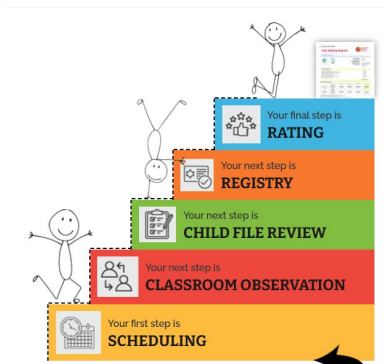 Your final step is
RATING
Your next step is
REGISTRY
Your next step is
CHILD FILE REVIEW
Your next step is
CLASSROOM OBSERVATION
Your first step is
SCHEDULING